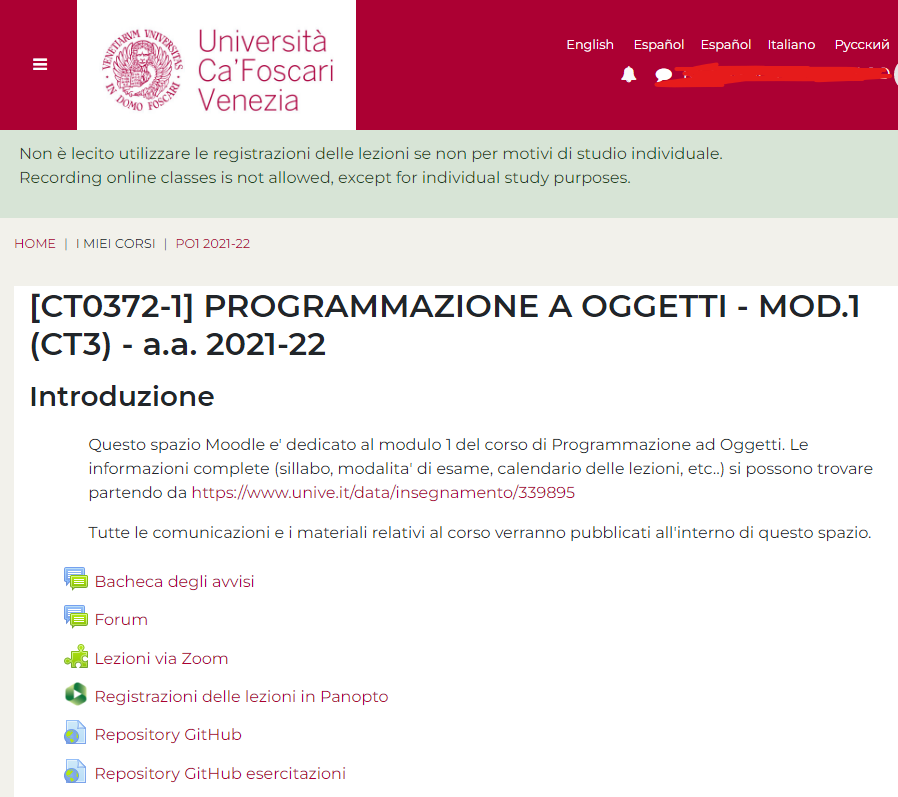 VENETIARVM VNIVERSITAS
IN DOMO FOSCARI
Università
Ca'Foscari
Venezia
English Español Español Italiano Русский
Non è lecito utilizzare le registrazioni delle lezioni se non per motivi di studio individuale.
Recording online classes is not allowed, except for individual study purposes.
HOME | I MIEI CORSI | PO1 2021-22
[CT0372-1] PROGRAMMAZIONE A OGGETTI - MOD.1
(CT3) - a.a. 2021-22
Introduzione
Questo spazio Moodle e' dedicato al modulo 1 del corso di Programmazione ad Oggetti. Le
informazioni complete (sillabo, modalita' di esame, calendario delle lezioni, etc..) si possono trovare
partendo da https://www.unive.it/data/insegnamento/339895
Tutte le comunicazioni e i materiali relativi al corso verranno pubblicati all'interno di questo spazio.
Bacheca degli avvisi
Forum
Lezioni via Zoom
Registrazioni delle lezioni in Panopto
Repository GitHub
Repository GitHub esercitazioni